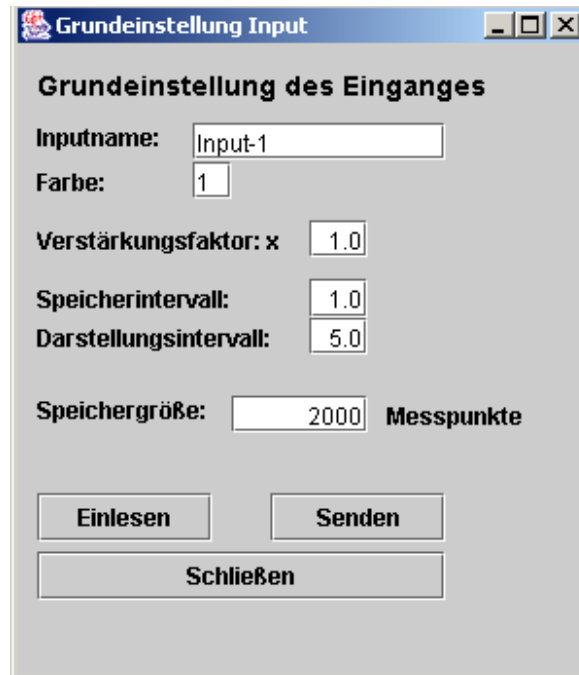 Grundeinstellung Input
Grundeinstellung des Einganges
Inputname: Input-1
Farbe: 1
Verstärkungsfaktor: x 1.0
Speicherintervall: 1.0
Darstellungsintervall: 5.0
Speichergröße: 2000 Messpunkte
Einlesen Senden
Schließen